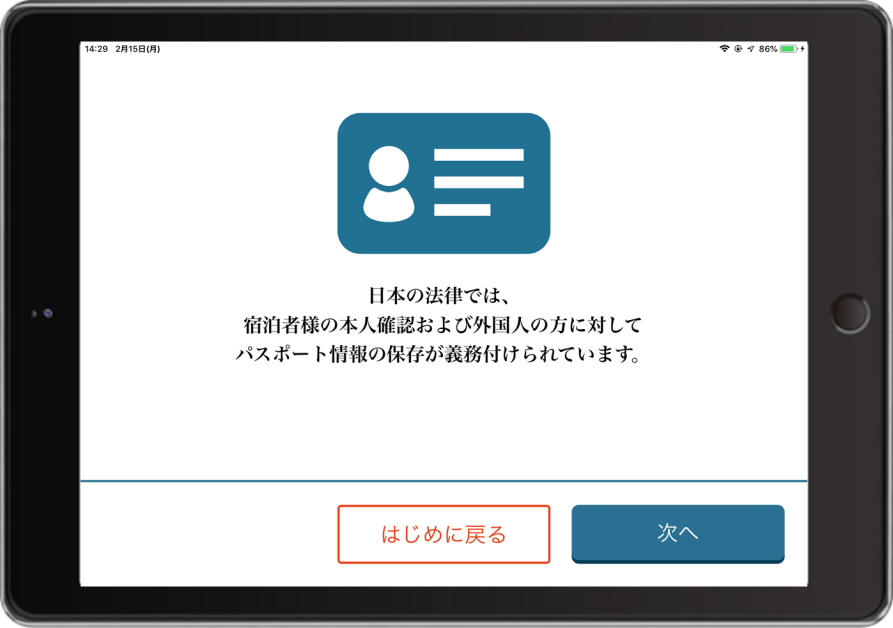 14:29 2月15日(月)
86%
日本の法律では、
宿泊者様の本人確認および外国人の方に対して
パスポート情報の保存が義務付けられています。
はじめに戻る
次へ